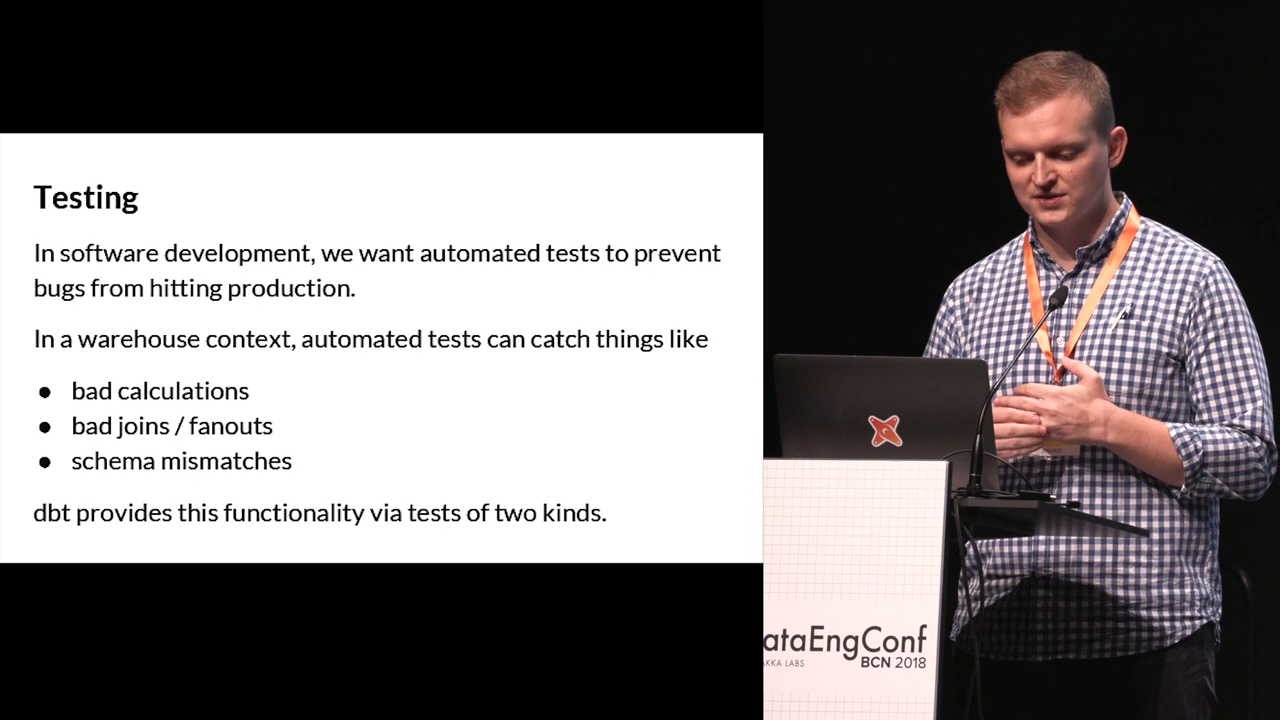 Testing
In software development, we want automated tests to prevent
bugs from hitting production.
In a warehouse context, automated tests can catch things like
● bad calculations
● bad joins / fanouts
● schema mismatches
dbt provides this functionality via tests of two kinds.
ataEngConf
AKKA LABS
BCN 2018